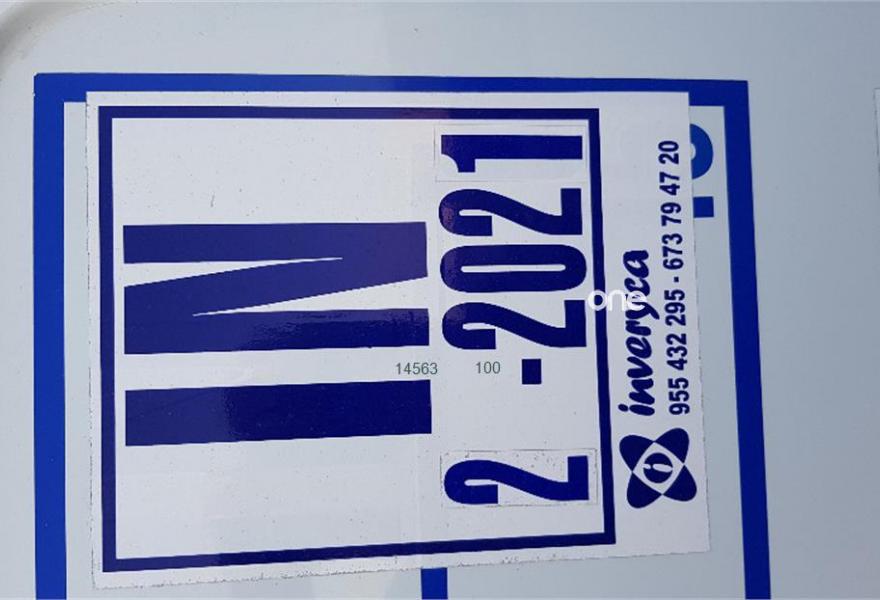 IN
2 -2021
inveryca
955 432 295 - 673 79 47 20
one
14563 100